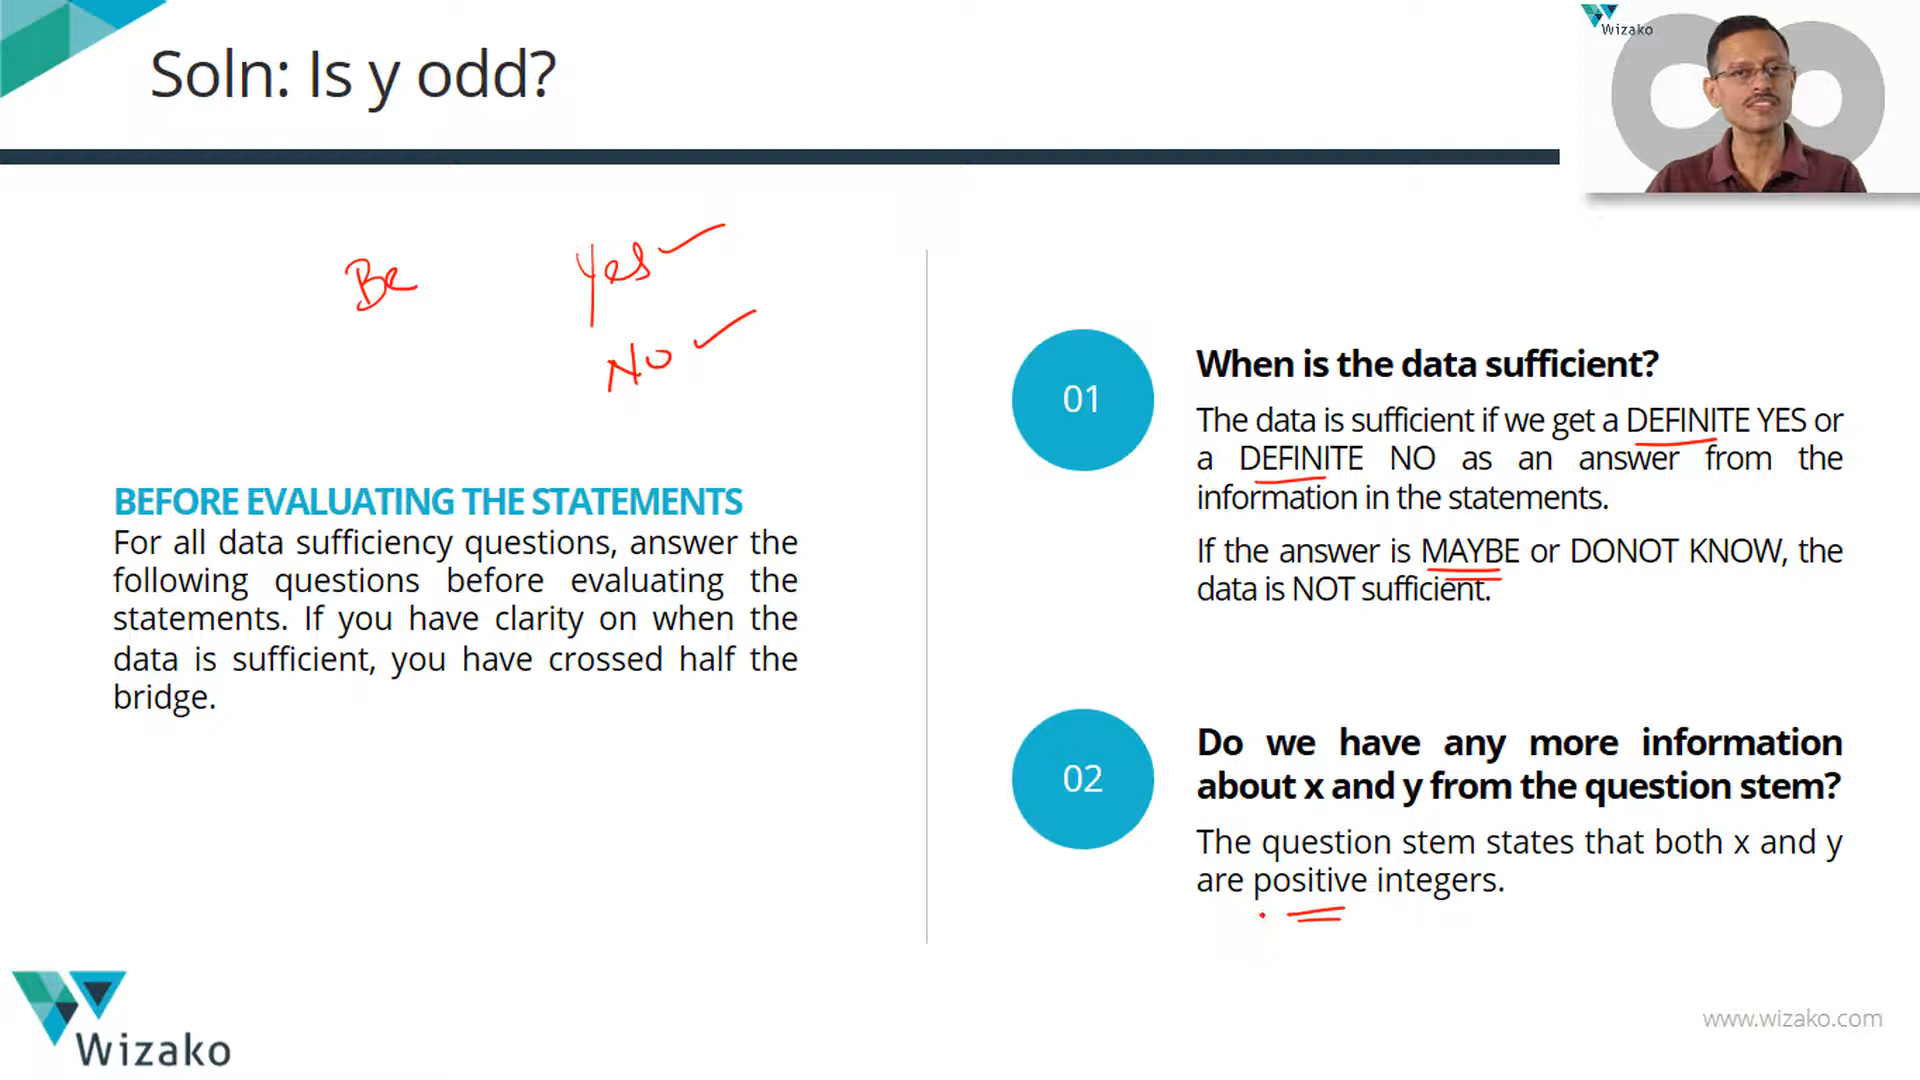 Soln: Is y odd?
Wizako
Be
Yes
No
BEFORE EVALUATING THE STATEMENTS
For all data sufficiency questions, answer the
following questions before evaluating the
statements. If you have clarity on when the
data is sufficient, you have crossed half the
bridge.
01
When is the data sufficient?
The data is sufficient if we get a DEFINITE YES or
a DEFINITE NO as an answer from the
information in the statements.
If the answer is MAYBE or DONOT KNOW, the
data is NOT sufficient.
02
Do we have any more information
about x and y from the question stem?
The question stem states that both x and y
are positive integers.
Wizako
www.wizako.com